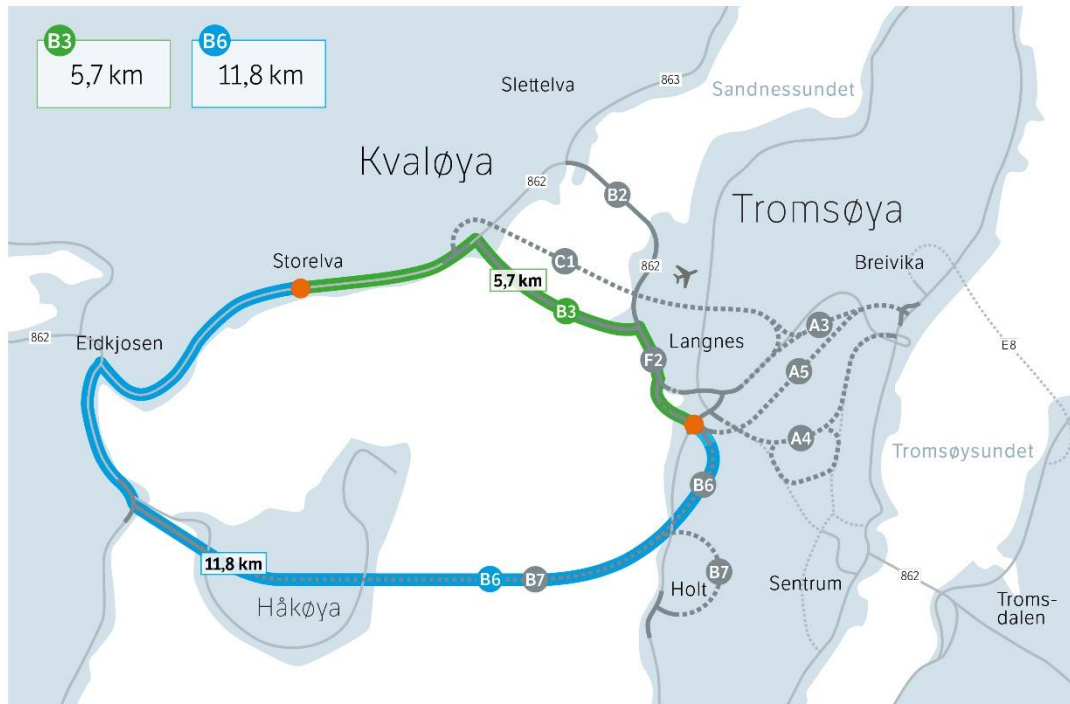 B3
5,7 km
B6
11,8 km
Slettelva
863
Sandnessundet
Kvaløya
862
B2
Tromsøya
Storelva
C1
862
Breivika
5,7 km
B3
862
Eidkjosen
Langnes
A3
E8
F2
A5
A4
Tromsøysundet
B6
11,8 km
B6
B7
Holt
B7
Sentrum
862
Håkøya
Troms-
dalen